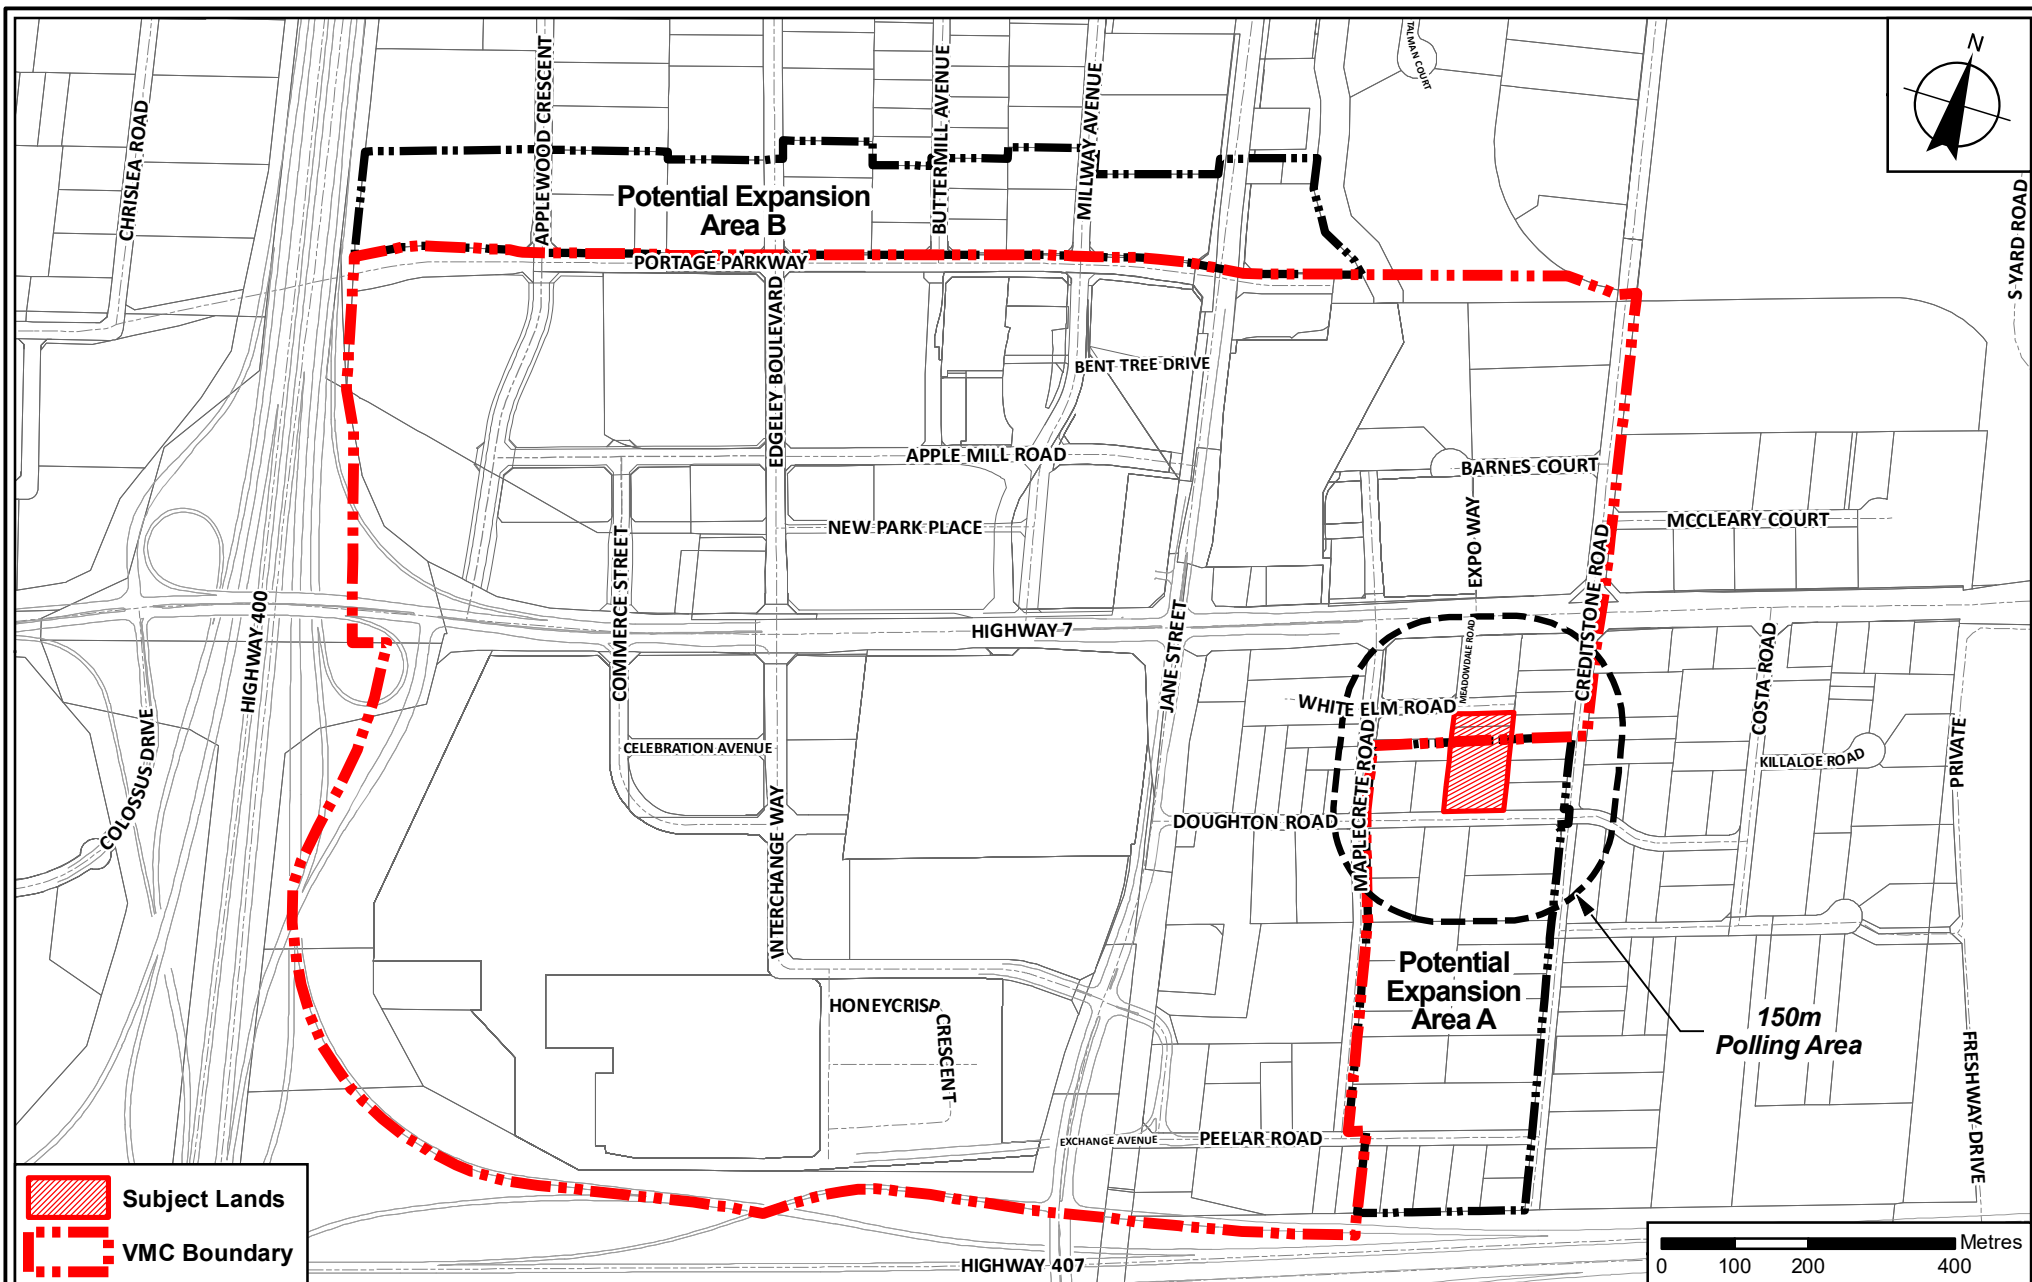 N
TALMAN COURT
APPLEWOOD CRESCENT
BUTTERMILL AVENUE
MILLWAY AVENUE
CHRISLEA ROAD
S YARD ROAD
Potential Expansion
Area B
PORTAGE PARKWAY
EDGELEY BOULEVARD
BENT TREE DRIVE
APPLE MILL ROAD
BARNES COURT
NEW PARK PLACE
MCCLEARY COURT
EXPO WAY
COMMERCE STREET
CREDITSTONE ROAD
HIGHWAY 400
HIGHWAY 7
JANE STREET
MEADOWDALE ROAD
COSTA ROAD
WHITE ELM ROAD
CELEBRATION AVENUE
KILLALOE ROAD
PRIVATE
COLOSSUS DRIVE
MAPLECRETE ROAD
DOUGHTON ROAD
INTERCHANGE WAY
Potential
Expansion
Area A
HONEYCRISP
CRESCENT
150m
Polling Area
FRESHWAY DRIVE
EXCHANGE AVENUE
PEELAR ROAD
HIGHWAY 407
Subject Lands
VMC Boundary
Metres
0 100 200 400